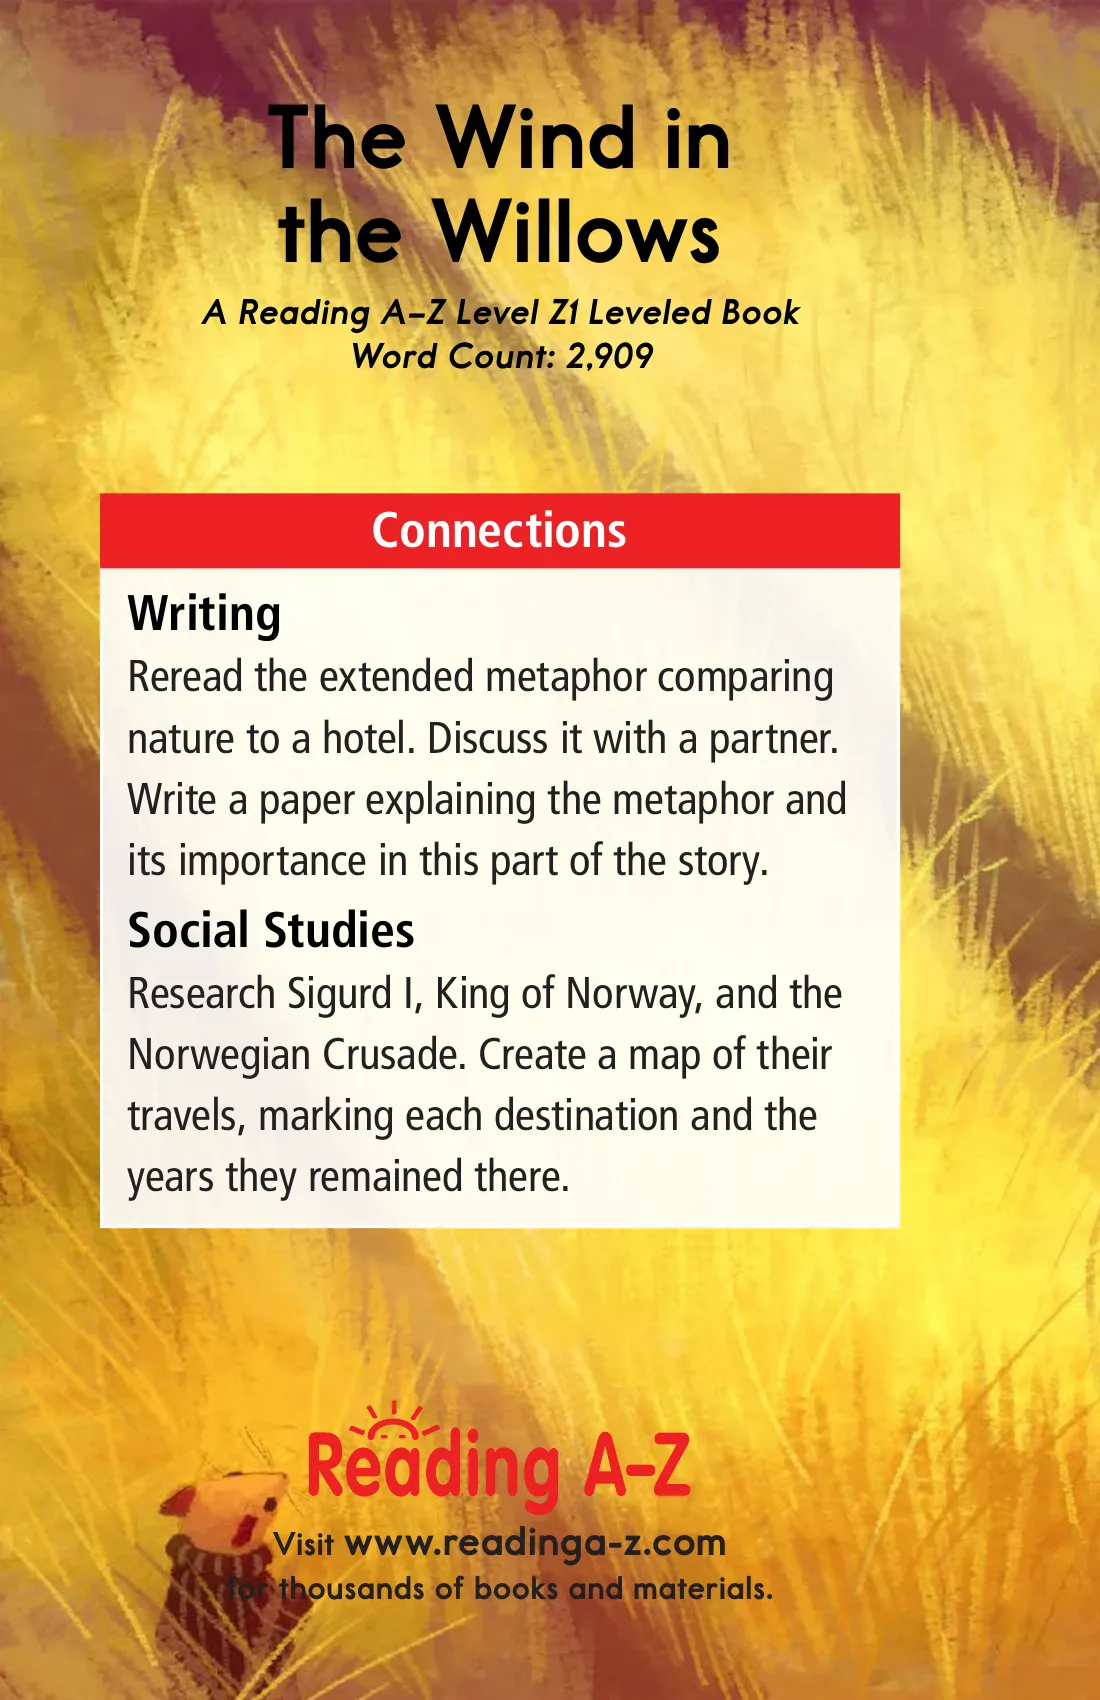 The Wind in
the Willows
A Reading A–Z Level Z1 Leveled Book
Word Count: 2,909
Connections
Writing
Reread the extended metaphor comparing
nature to a hotel. Discuss it with a partner.
Write a paper explaining the metaphor and
its importance in this part of the story.
Social Studies
Research Sigurd I, King of Norway, and the
Norwegian Crusade. Create a map of their
travels, marking each destination and the
years they remained there.
Reading A–Z
Visit www.readinga-z.com
for thousands of books and materials.